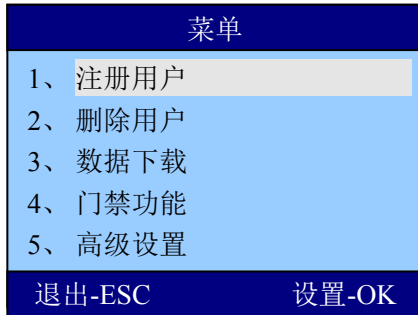 菜单
1、 注册用户
2、 删除用户
3、 数据下载
4、 门禁功能
5、 高级设置
退出-ESC 设置-OK